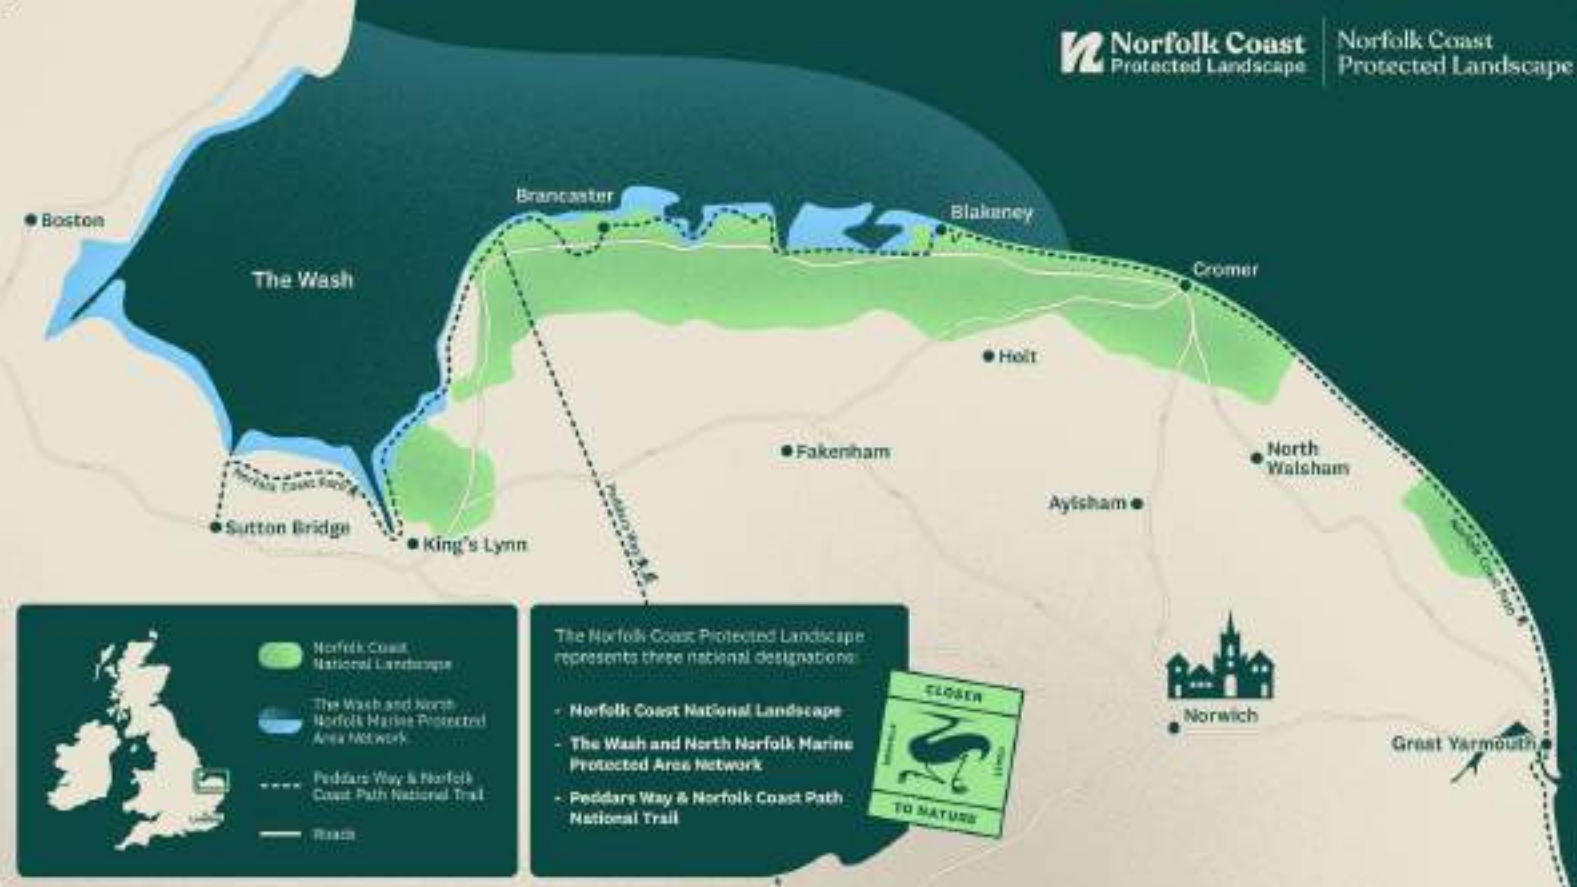 Norfolk Coast
Protected Landscape
Norfolk Coast
Protected Landscape
Brancaster
Blakeney
Boston
The Wash
Cromer
Holt
Fakenham
North
Walsham
Aylsham
Norfolk Coast Path
Sutton Bridge
King's Lynn
Peddars Way
Norfolk Coast Path
Norwich
Great Yarmouth
Norfolk Coast
National Landscape
The Wash and North
Norfolk Marine Protected
Area Network
Peddars Way & Norfolk
Coast Path National Trail
Roads
The Norfolk Coast Protected Landscape
represents three national designations:
- Norfolk Coast National Landscape
- The Wash and North Norfolk Marine
Protected Area Network
- Peddars Way & Norfolk Coast Path
National Trail
CLOSER
TO NATURE